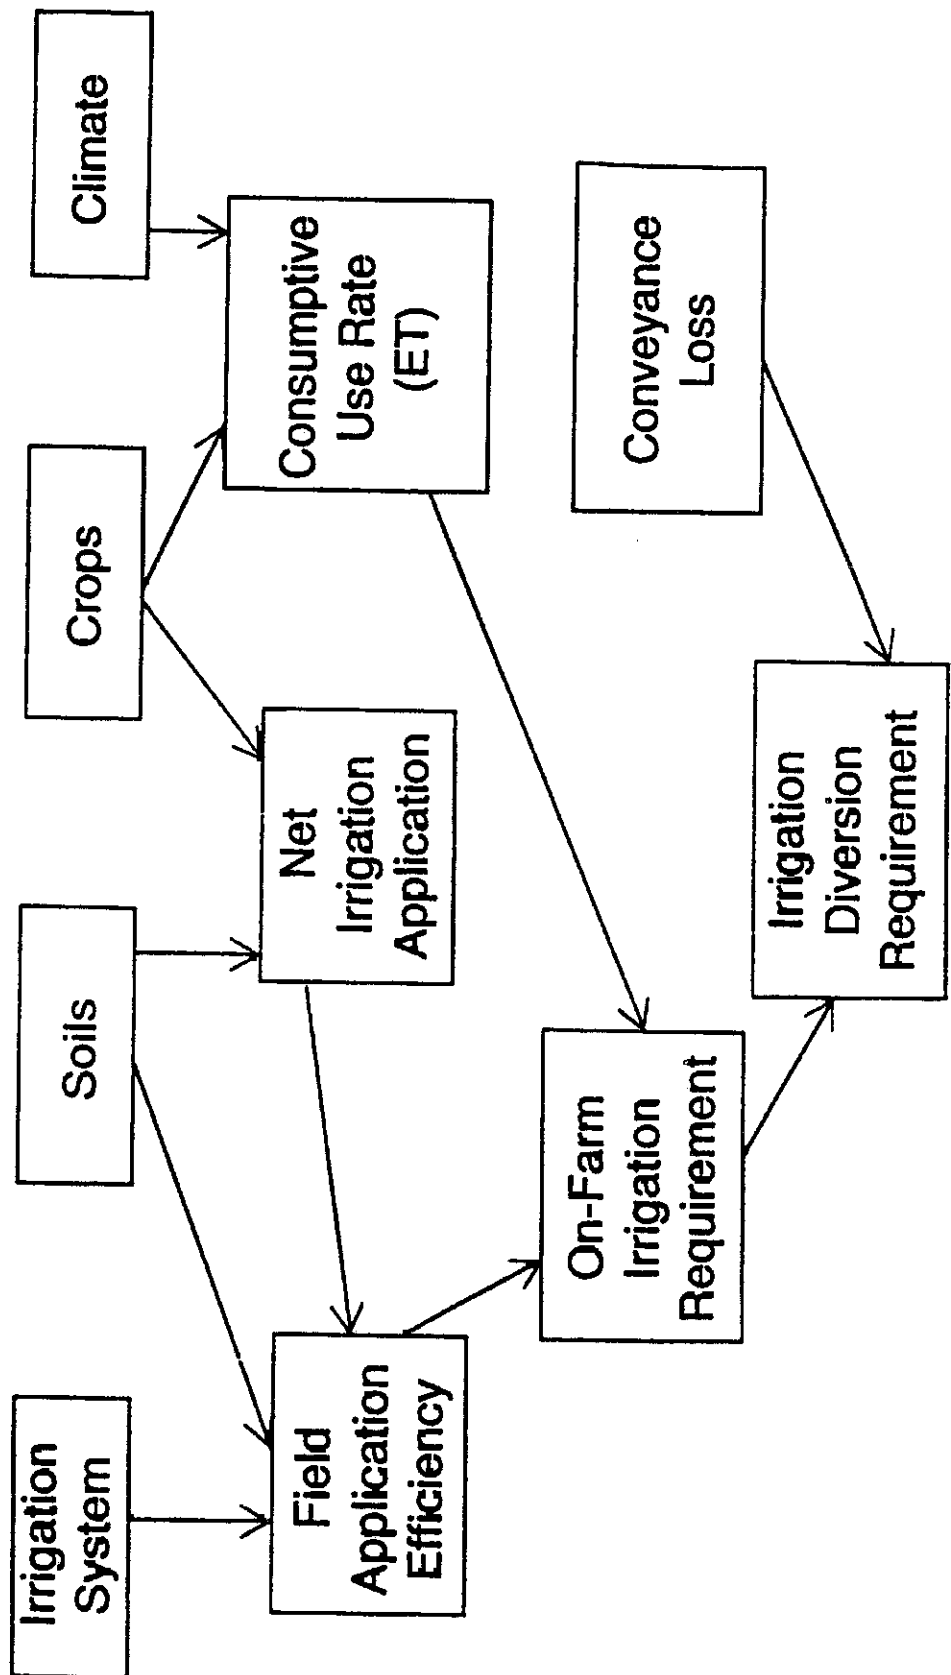 Irrigation
System
Soils
Crops
Climate
Field
Application
Efficiency
Net
Irrigation
Application
Consumptive
Use Rate
(ET)
On-Farm
Irrigation
Requirement
Conveyance
Loss
Irrigation
Diversion
Requirement